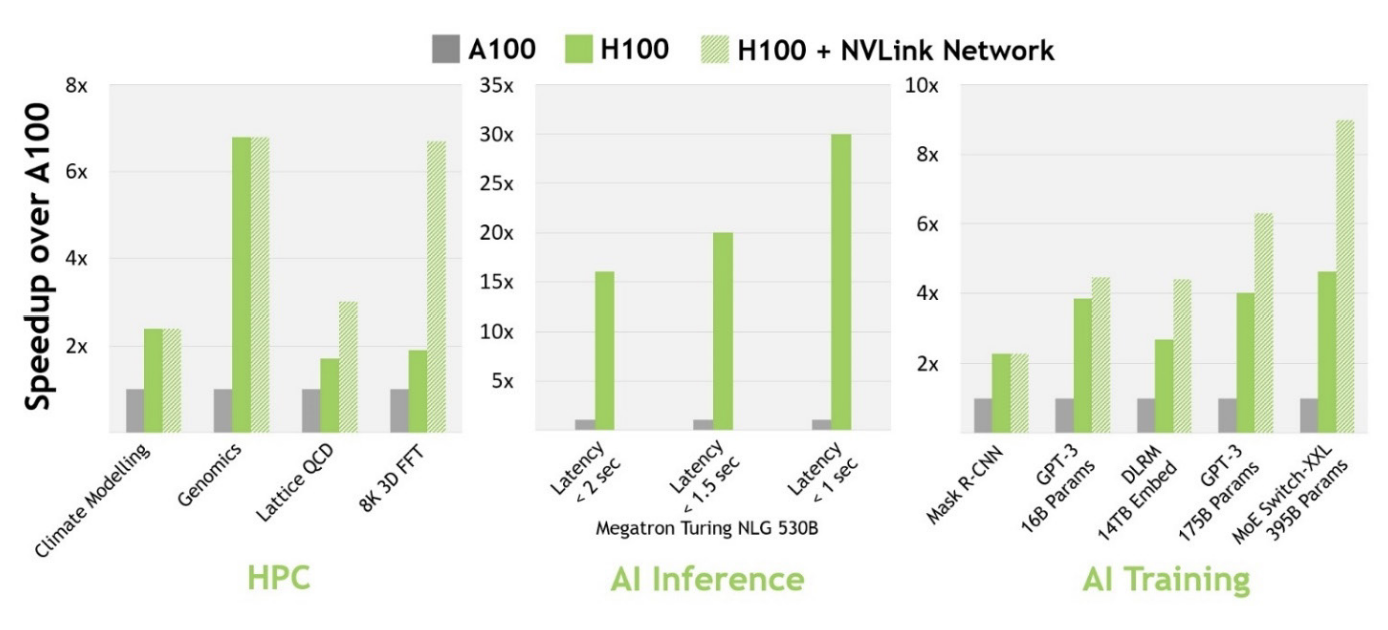 A100 H100 H100 + NVLink Network
Speedup over A100
8x
6x
4x
2x
Climate Modelling
Genomics
Lattice QCD
8K 3D FFT
HPC
35x
30x
25x
20x
15x
10x
5x
Latency
< 2 sec
Latency
< 1.5 sec
Latency
< 1 sec
Megatron Turing NLG 530B
AI Inference
10x
8x
6x
4x
2x
Mask R-CNN
GPT-3
16B Params
DLRM
14TB Embed
GPT-3
175B Params
MoE Switch-XXL
395B Params
AI Training